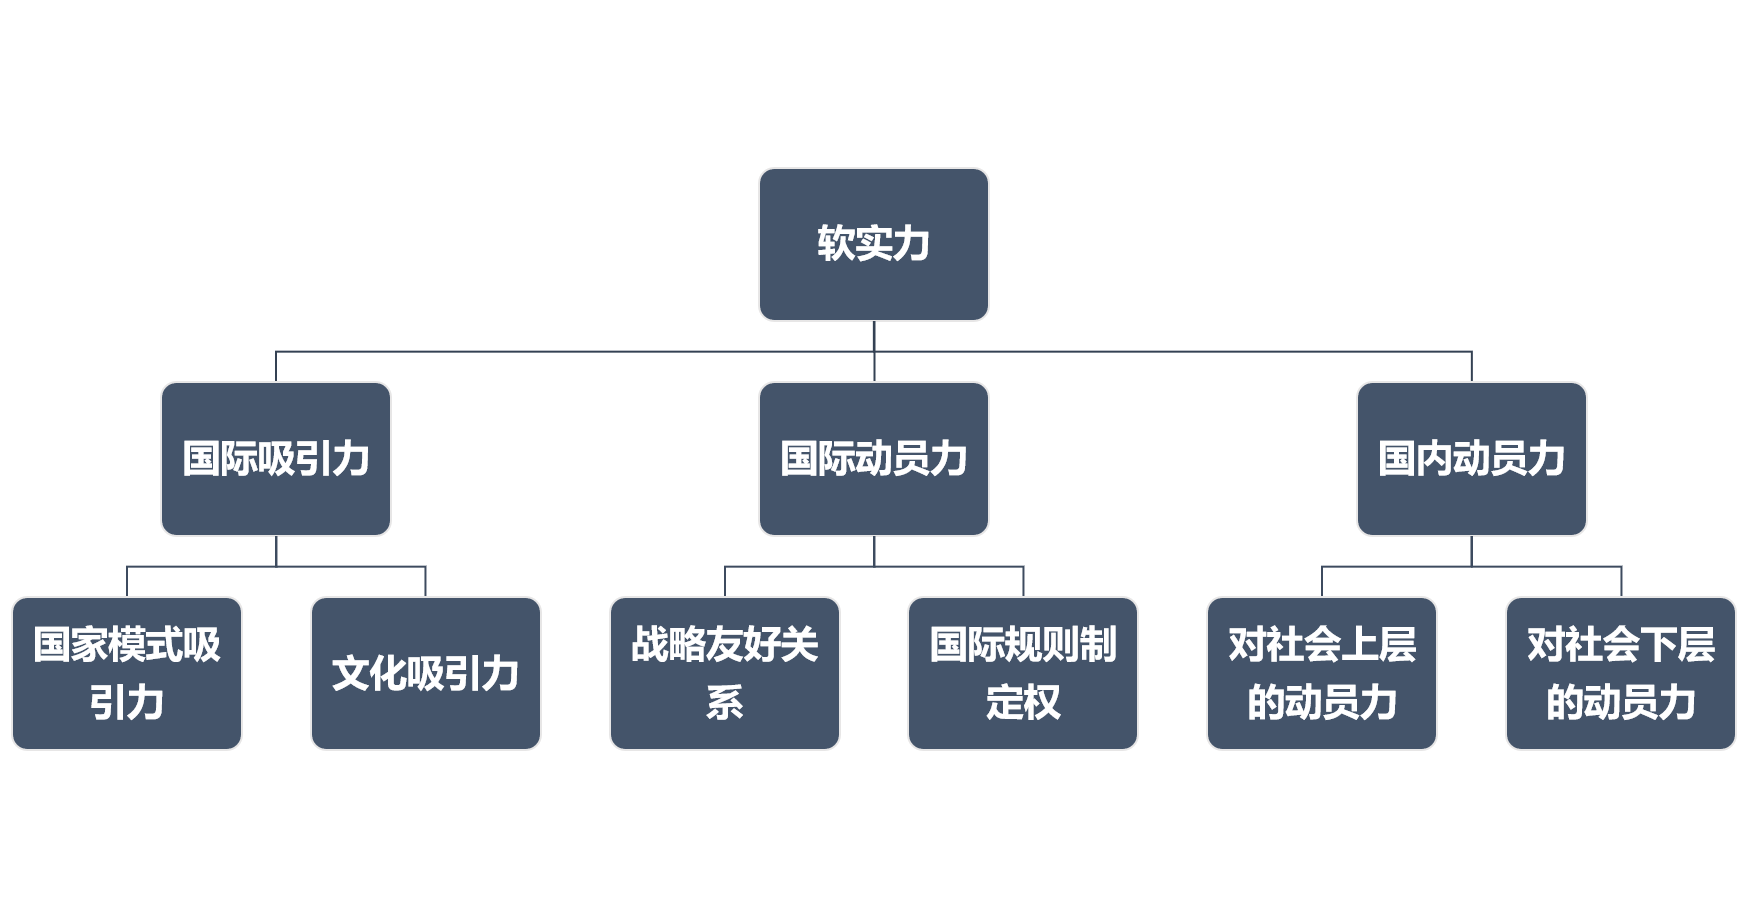 软实力
国际吸引力
国际动员力
国内动员力
国家模式吸
引力
文化吸引力
战略友好关
系
国际规则制
定权
对社会上层
的动员力
对社会下层
的动员力